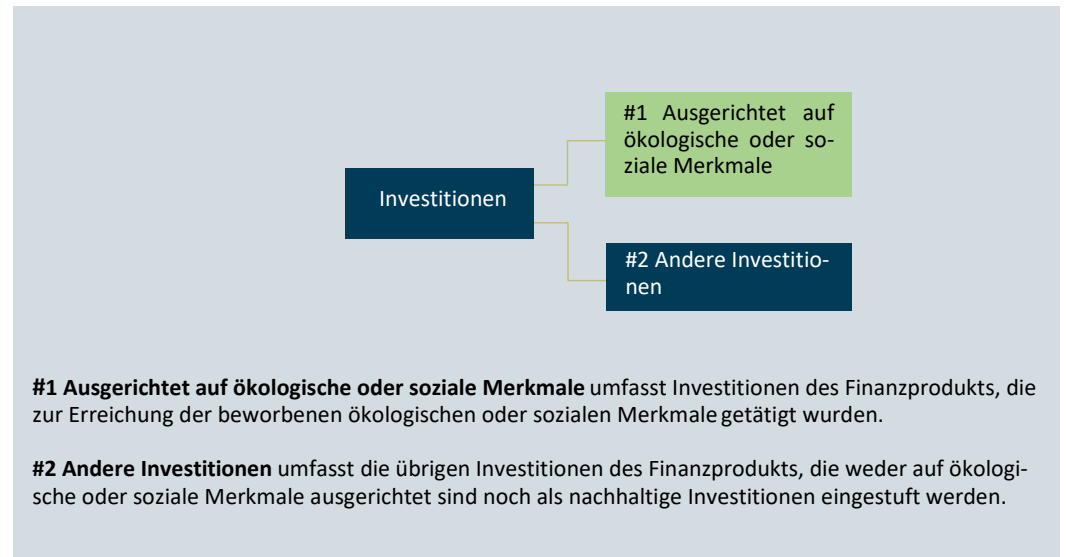 #1 Ausgerichtet auf
ökologische oder so-
ziale Merkmale
Investitionen
#2 Andere Investitio-
nen
#1 Ausgerichtet auf ökologische oder soziale Merkmale umfasst Investitionen des Finanzprodukts, die
zur Erreichung der beworbenen ökologischen oder sozialen Merkmale getätigt wurden.
#2 Andere Investitionen umfasst die übrigen Investitionen des Finanzprodukts, die weder auf ökologi-
sche oder soziale Merkmale ausgerichtet sind noch als nachhaltige Investitionen eingestuft werden.